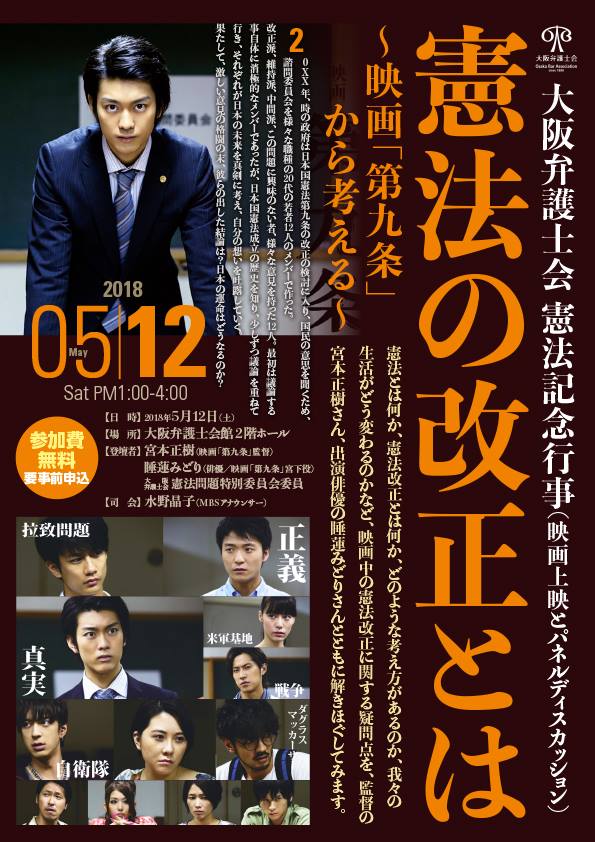 大阪弁護士会
Osaka Bar Association
大阪弁護士会 憲法記念行事(映画上映とパネルディスカッション)
憲法の改正とは
～映画「第九条」
から考える～
20XX年、時の政府は日本国憲法第九条の改正の検討に入り、国民の意思を聞くため、
諮問委員会を様々な職種の20代の若者12人のメンバーで作った。
改正派、維持派、中間派、この問題に興味のない者、様々な意見を持った12人。最初は議論する
事自体に消極的なメンバーであったが、日本国憲法成立の歴史を知り、少しずつ議論を重ねて
行き、それぞれが日本の未来を真剣に考え、自分の想いを吐露していく。
果たして、激しい意見の格闘の末、彼らの出した結論は?日本の運命はどうなるのか?
憲法とは何か、憲法改正とは何か、どのような考え方があるのか、我々の
生活がどう変わるのかなど、映画中の憲法改正に関する疑問点を、監督の
宮本正樹さん、出演俳優の睡蓮みどりさんとともに解きほぐしてみます。
2018
05|12
May
Sat PM1:00-4:00
参加費
無料
要事前申込
【日 時】2018年5月12日(土)
【場 所】大阪弁護士会館2階ホール
【登壇者】宮本正樹(映画「第九条」監督)
睡蓮みどり(俳優/映画「第九条」宮下役)
大阪弁護士会 憲法問題特別委員会委員
【司 会】水野晶子(MBSアナウンサー)
拉致問題
正義
真実
米軍基地
戦争
自衛隊
ダグラス
マッカーサー